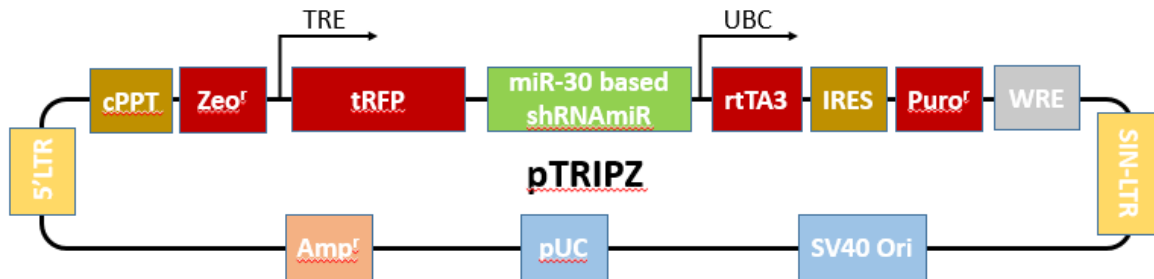 TRE
UBC
cPPT
Zeoʳ
tRFP
miR-30 based
shRNAmiR
rtTA3
IRES
Puroʳ
WRE
5'LTR
pTRIPZ
SIN-LTR
Ampʳ
pUC
SV40 Ori